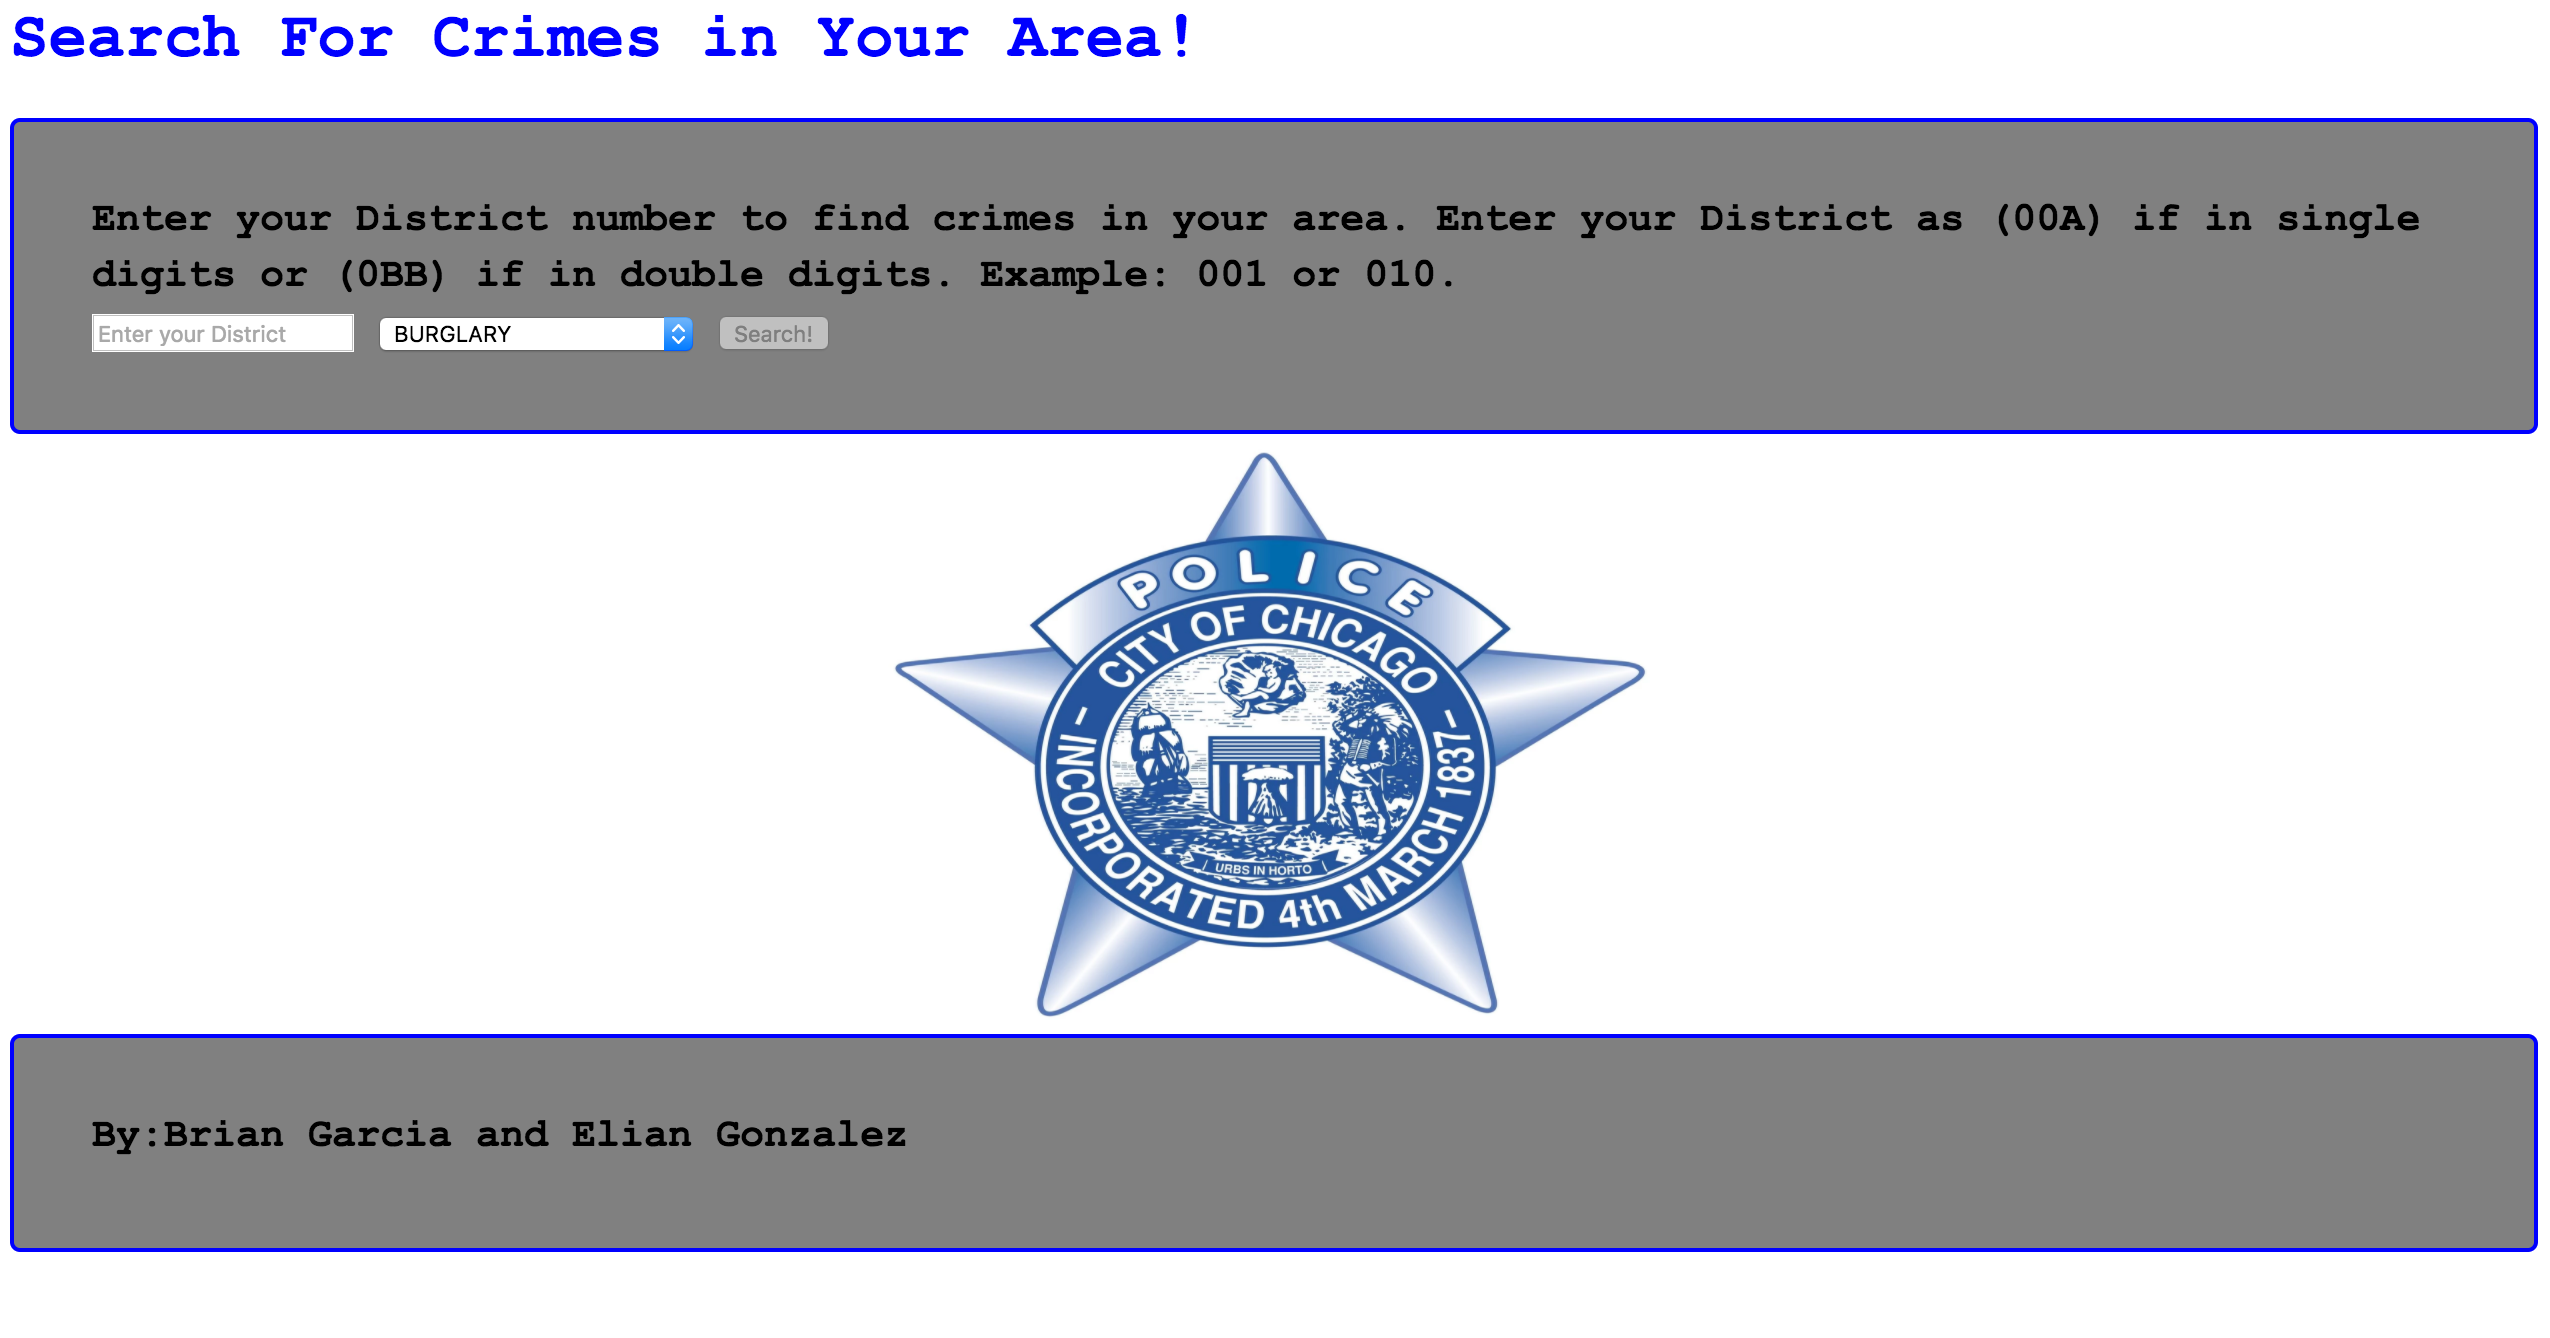 Search For Crimes in Your Area!
Enter your District number to find crimes in your area. Enter your District as (00A) if in single
digits or (0BB) if in double digits. Example: 001 or 010.
Enter your District BURGLARY Search!
POLICE
CITY OF CHICAGO
- INCORPORATED 4th MARCH 1837 -
URBS IN HORTO
By:Brian Garcia and Elian Gonzalez